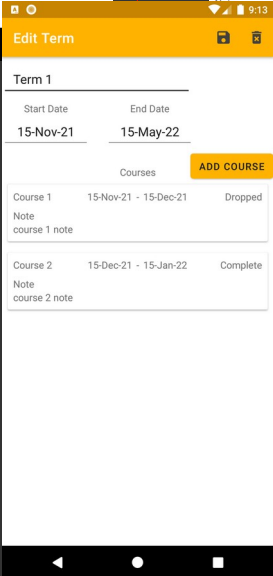 9:13
Edit Term
Term 1
Start Date End Date
15-Nov-21 15-May-22
Courses ADD COURSE
Course 1 15-Nov-21 - 15-Dec-21 Dropped
Note
course 1 note
Course 2 15-Dec-21 - 15-Jan-22 Complete
Note
course 2 note